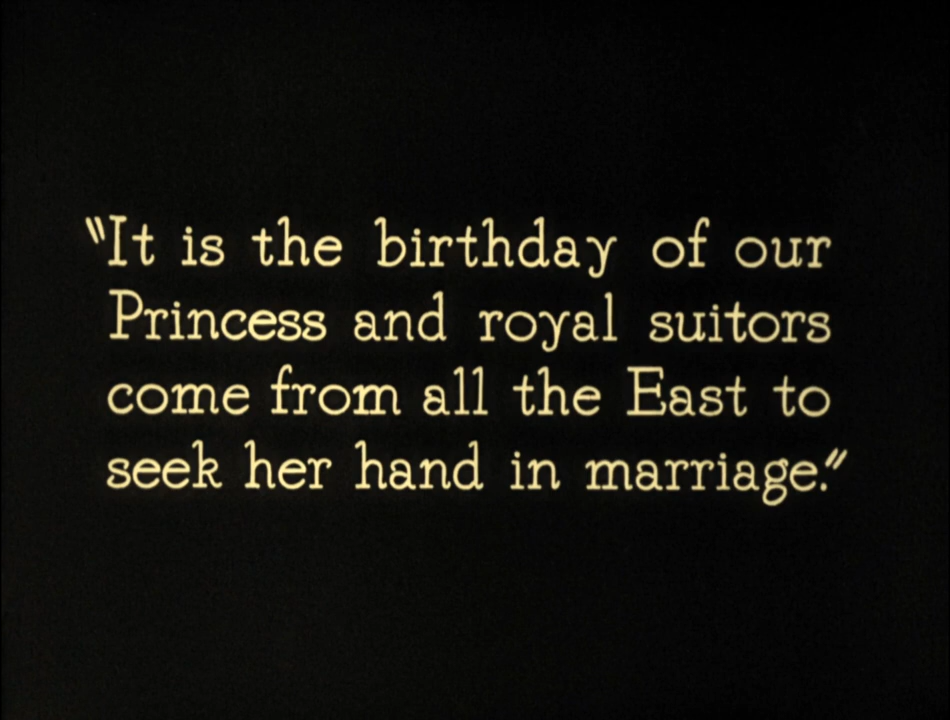 "It is the birthday of our
Princess and royal suitors
come from all the East to
seek her hand in marriage."